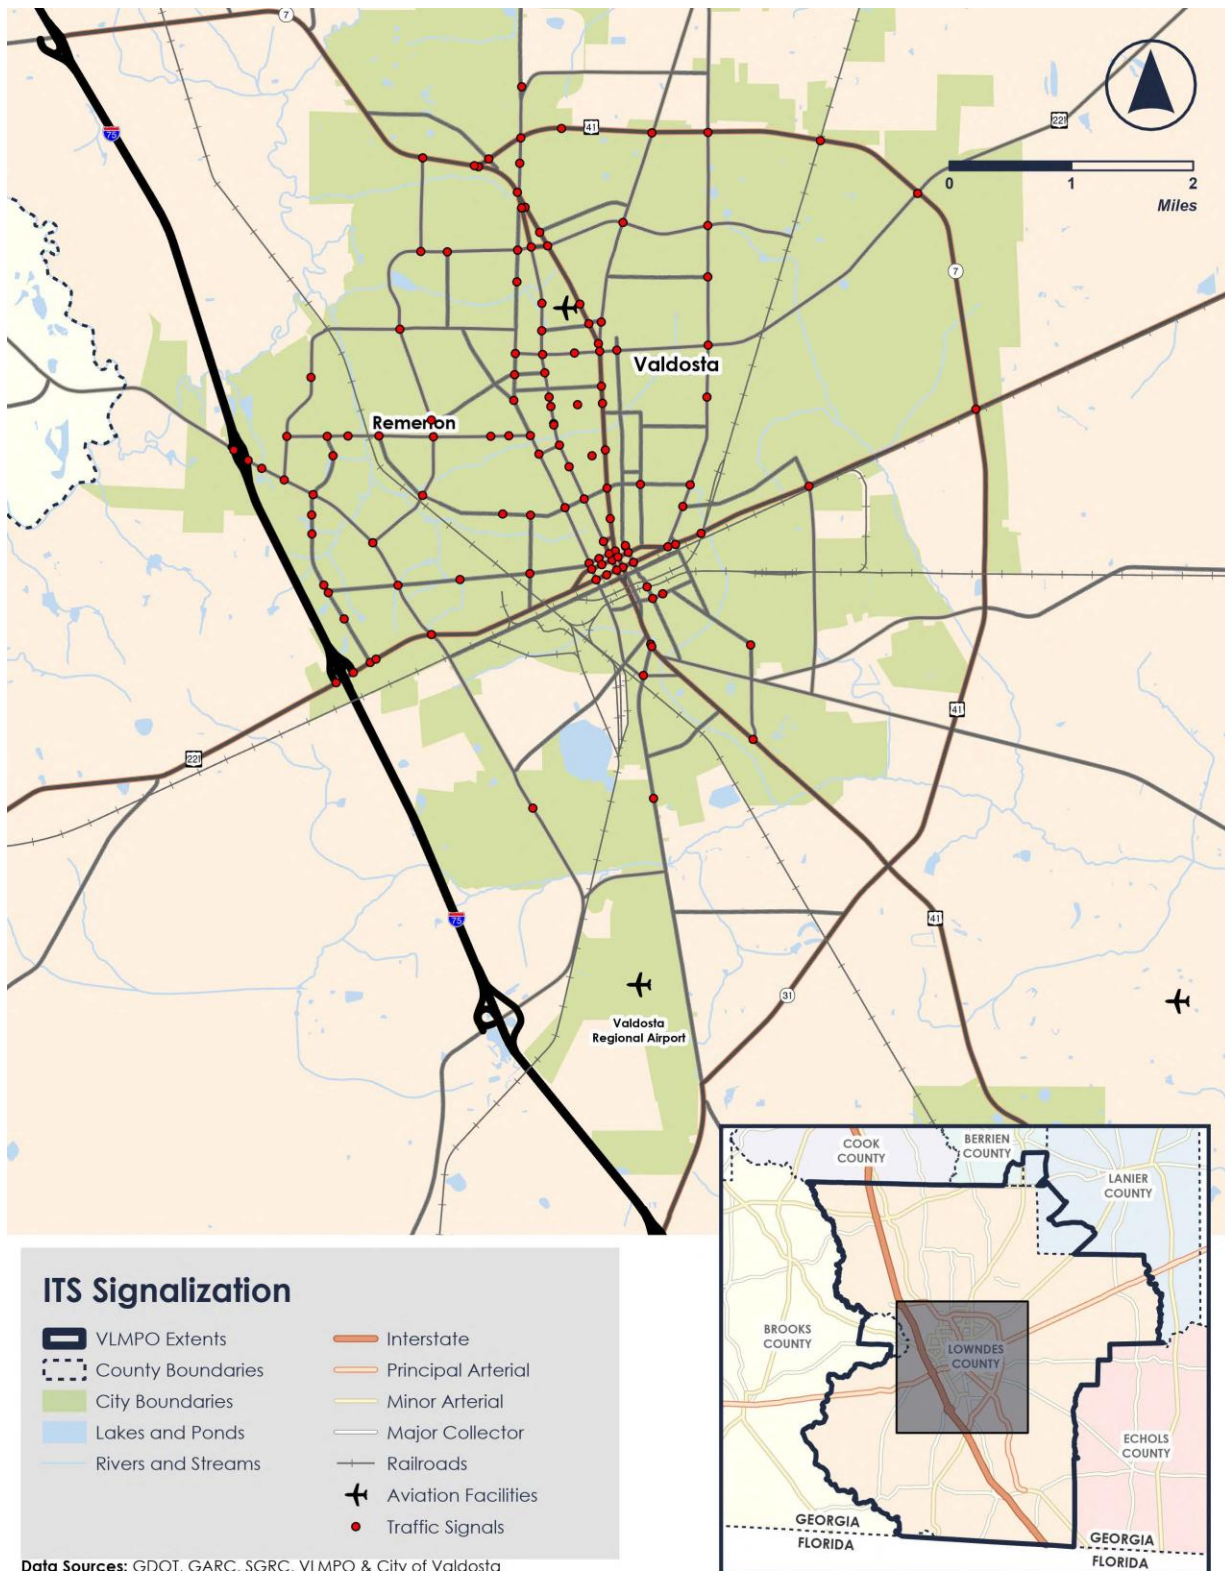 7
75
41
221
0 1 2
Miles
7
Valdosta
Remerton
41
221
75
41
31
Valdosta
Regional Airport
COOK
COUNTY
BERRIEN
COUNTY
LANIER
COUNTY
BROOKS
COUNTY
LOWNDES
COUNTY
ECHOLS
COUNTY
GEORGIA
FLORIDA
GEORGIA
FLORIDA
ITS Signalization
VLMPO Extents
County Boundaries
City Boundaries
Lakes and Ponds
Rivers and Streams
Interstate
Principal Arterial
Minor Arterial
Major Collector
Railroads
Aviation Facilities
Traffic Signals
Data Sources: GDOT, GARC, SGRC, VLMPO & City of Valdosta